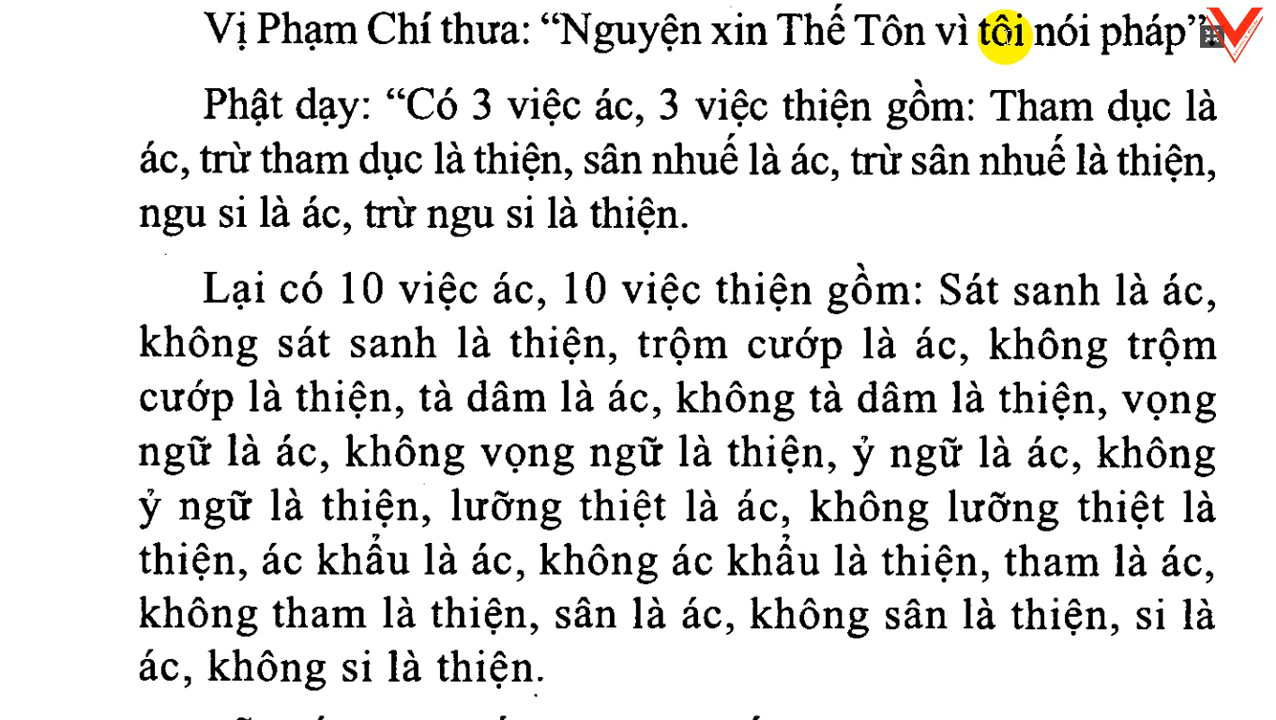 Vị Phạm Chí thưa: “Nguyện xin Thế Tôn vì tôi nói pháp”.
Phật dạy: “Có 3 việc ác, 3 việc thiện gồm: Tham dục là
ác, trừ tham dục là thiện, sân nhuế là ác, trừ sân nhuế là thiện,
ngu si là ác, trừ ngu si là thiện.
Lại có 10 việc ác, 10 việc thiện gồm: Sát sanh là ác,
không sát sanh là thiện, trộm cướp là ác, không trộm
cướp là thiện, tà dâm là ác, không tà dâm là thiện, vọng
ngữ là ác, không vọng ngữ là thiện, ỷ ngữ là ác, không
ỷ ngữ là thiện, lưỡng thiệt là ác, không lưỡng thiệt là
thiện, ác khẩu là ác, không ác khẩu là thiện, tham là ác,
không tham là thiện, sân là ác, không sân là thiện, si là
ác, không si là thiện.